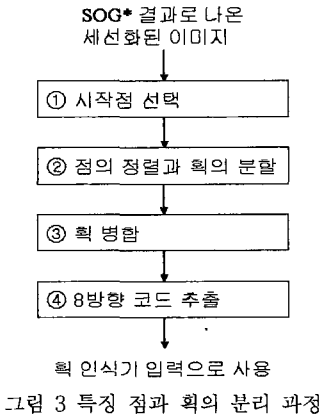 SOG* 결과로 나온
세선화된 이미지
① 시작점 선택
② 점의 정렬과 획의 분할
③ 획 병합
④ 8방향 코드 추출
획 인식기 입력으로 사용
그림 3 특징 점과 획의 분리 과정